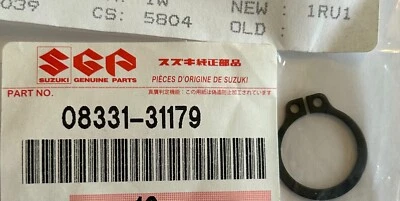 039 CS: 5804 NEW : 1RU1
OLD :
SGP スズキ純正部品
SUZUKI GENUINE PARTS PIÈCES D'ORIGINE DE SUZUKI
PART NO.
08331-31179